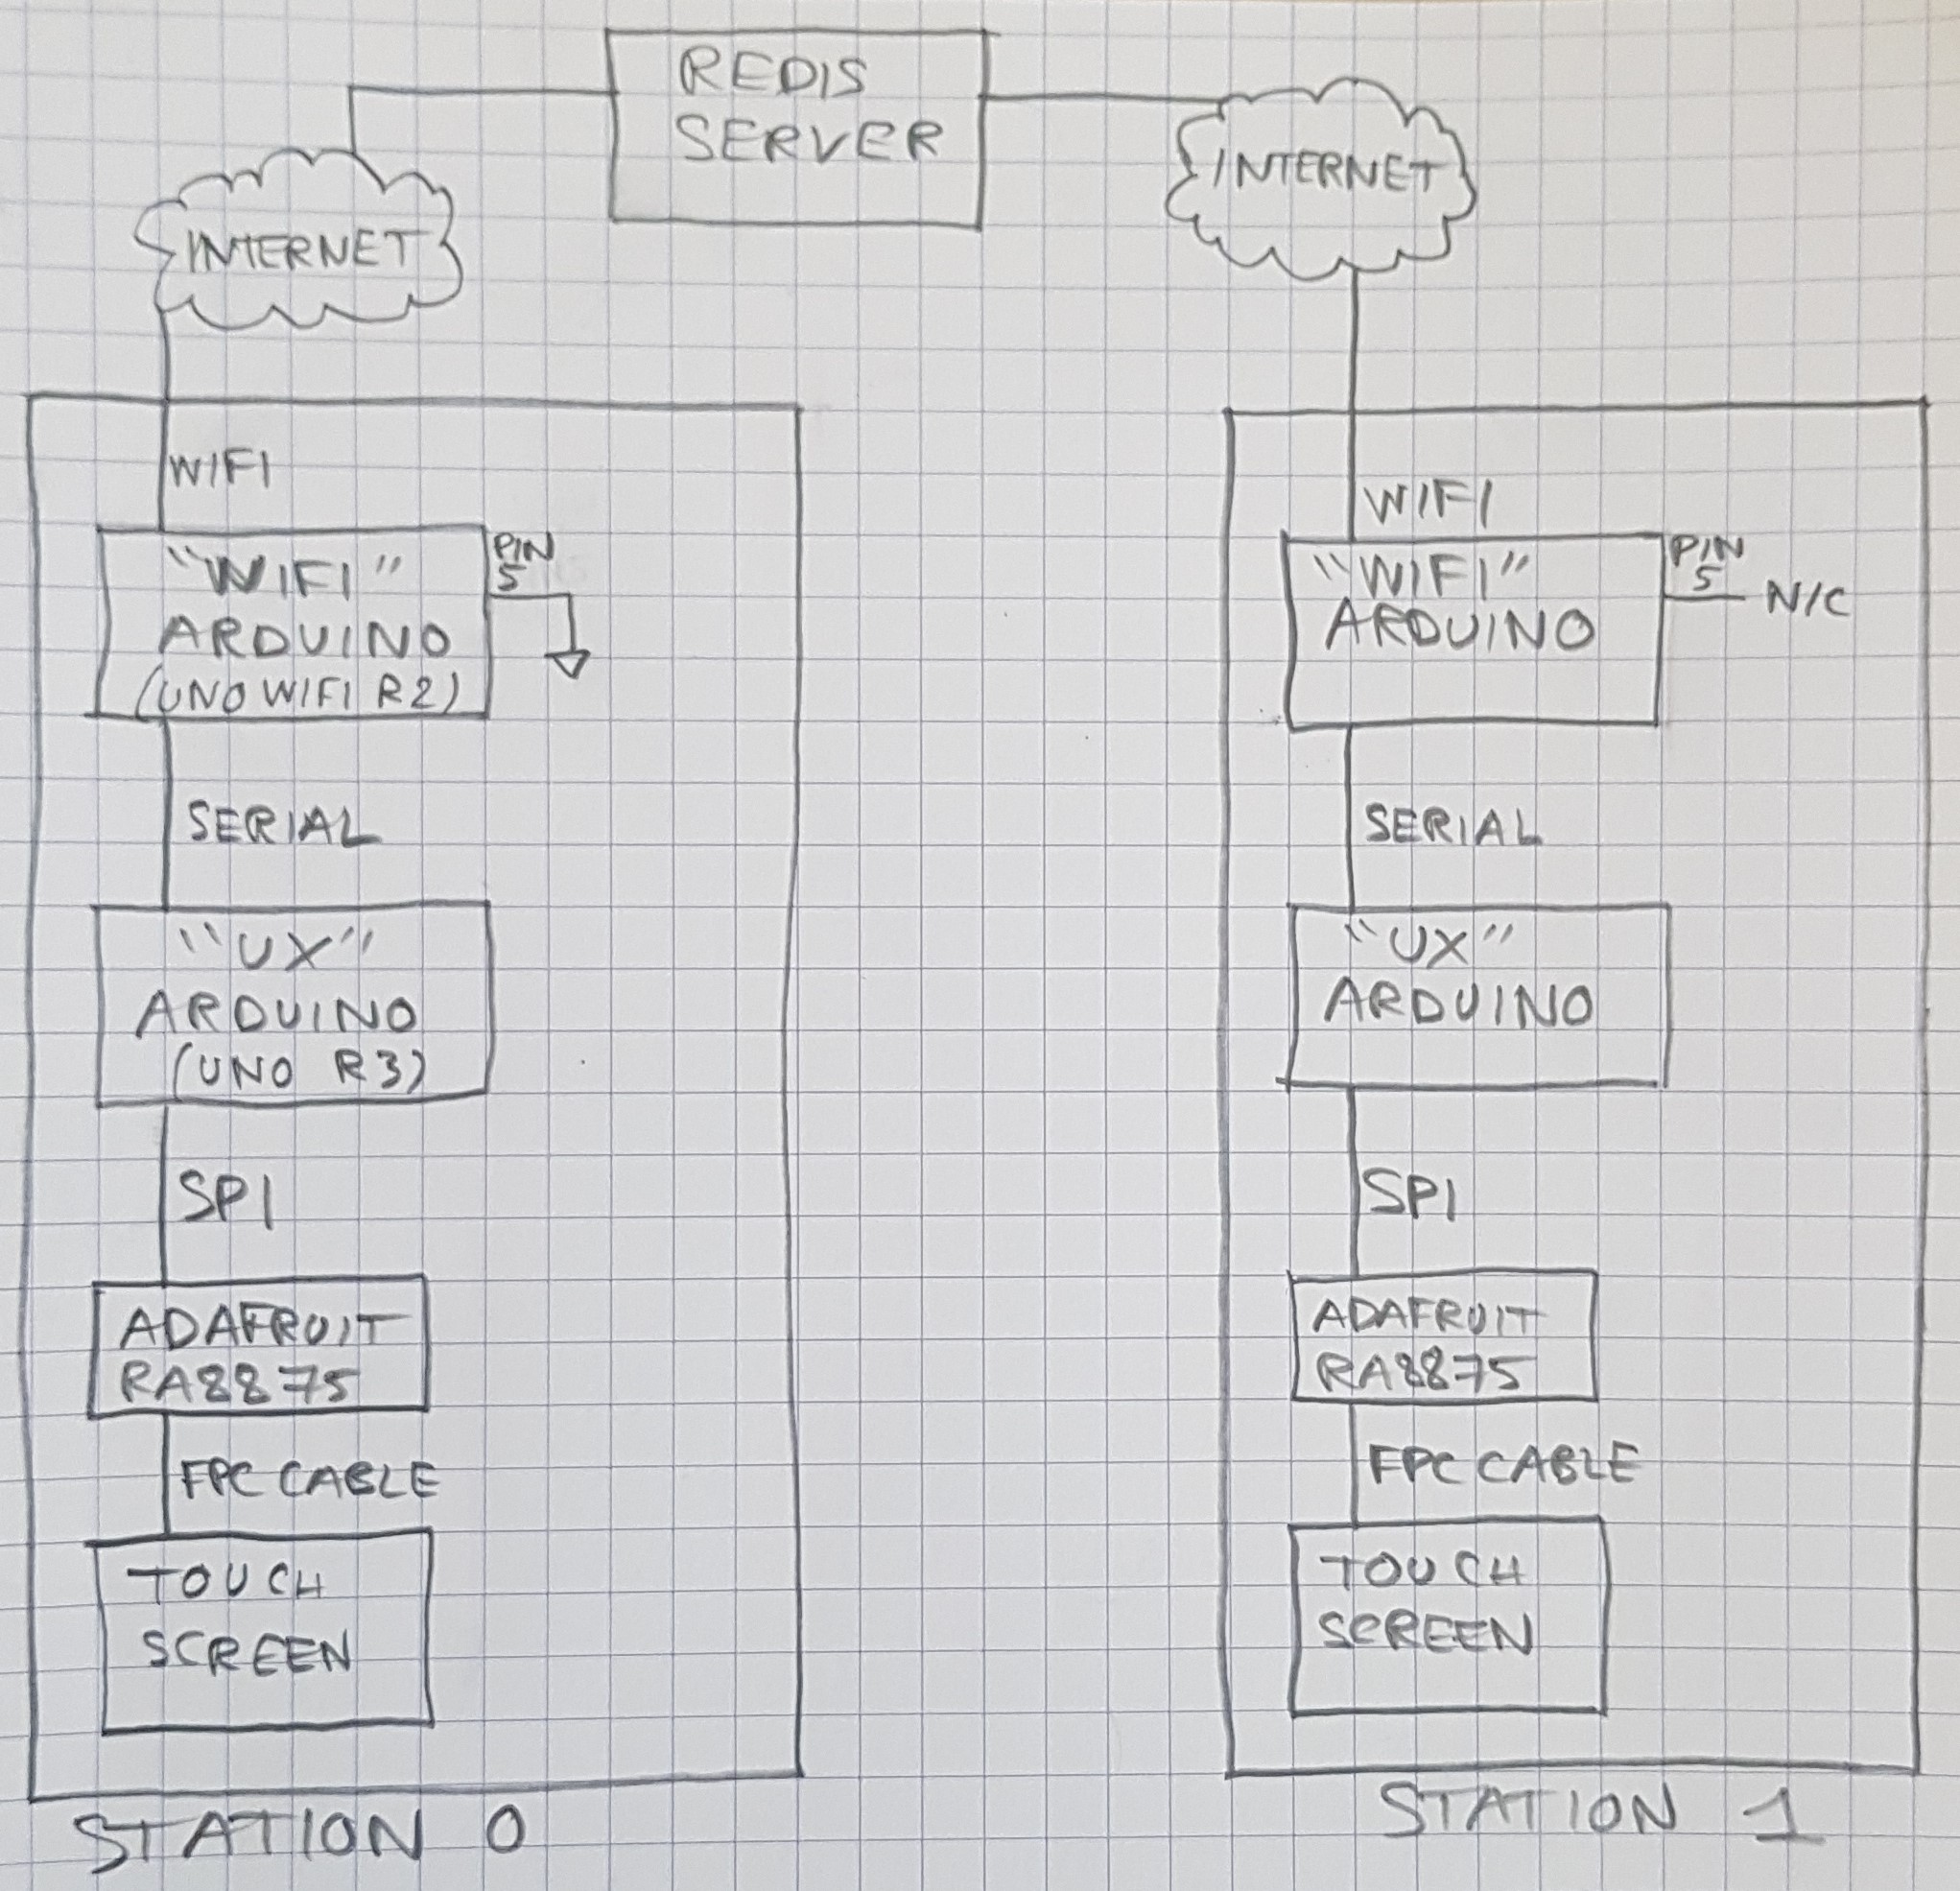 REDIS
SERVER
INTERNET
INTERNET
WIFI
"WIFI"
ARDUINO
(UNO WIFI R2)
PIN
5
SERIAL
"UX"
ARDUINO
(UNO R3)
SPI
ADAFRUIT
RA8875
FPC CABLE
TOUCH
SCREEN
STATION 0
WIFI
"WIFI"
ARDUINO
PIN
5
N/C
SERIAL
"UX"
ARDUINO
SPI
ADAFRUIT
RA8875
FPC CABLE
TOUCH
SCREEN
STATION 1